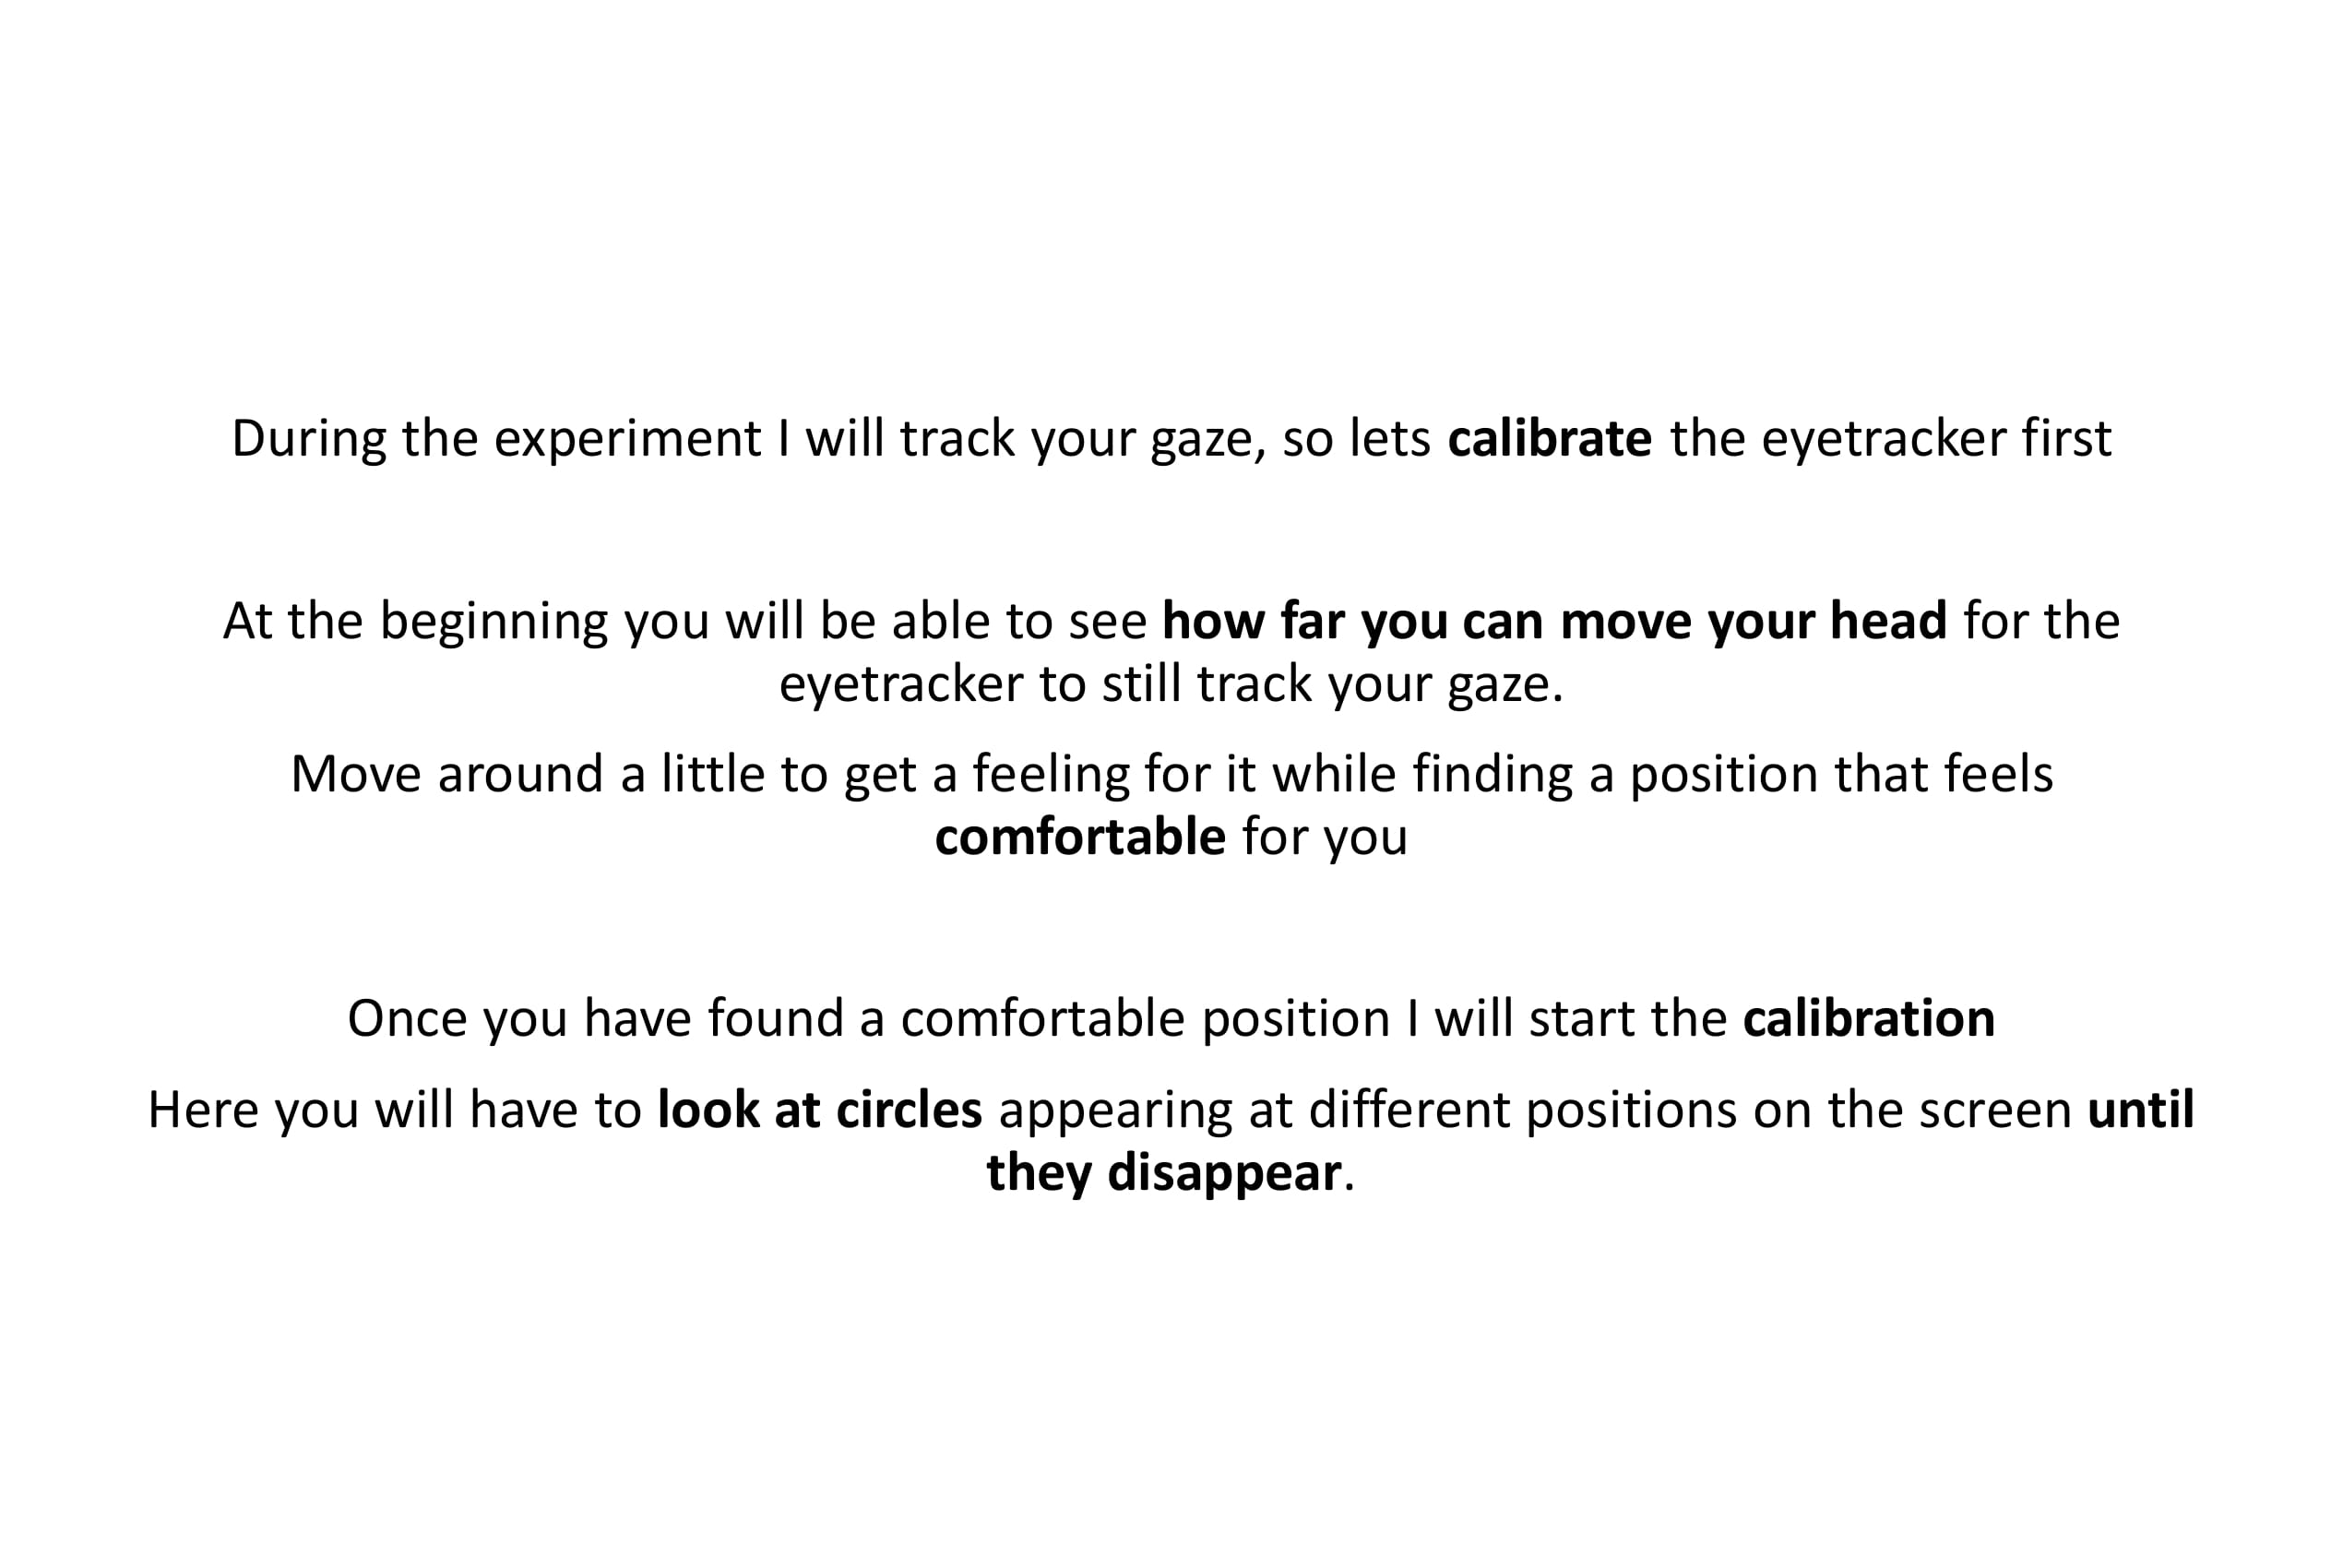 During the experiment I will track your gaze, so lets calibrate the eyetracker first
At the beginning you will be able to see how far you can move your head for the
eyetracker to still track your gaze.
Move around a little to get a feeling for it while finding a position that feels
comfortable for you
Once you have found a comfortable position I will start the calibration
Here you will have to look at circles appearing at different positions on the screen until
they disappear.